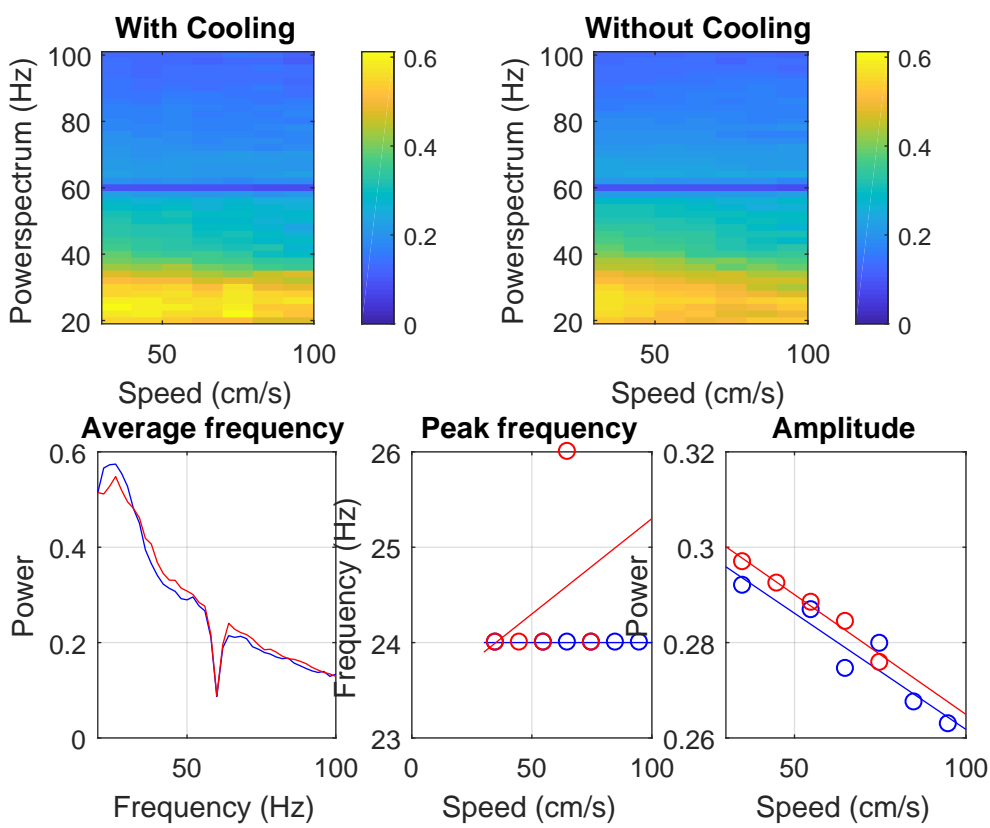 With Cooling
Powerspectrum (Hz)
100
80
60
40
20
50
100
Speed (cm/s)
0.6
0.4
0.2
0
Without Cooling
Powerspectrum (Hz)
100
80
60
40
20
50
100
Speed (cm/s)
0.6
0.4
0.2
0
Average frequency
Power
0.6
0.4
0.2
0
50
100
Frequency (Hz)
Peak frequency
Frequency (Hz)
26
25
24
23
0
50
100
Speed (cm/s)
Amplitude
Power
0.32
0.3
0.28
0.26
50
100
Speed (cm/s)